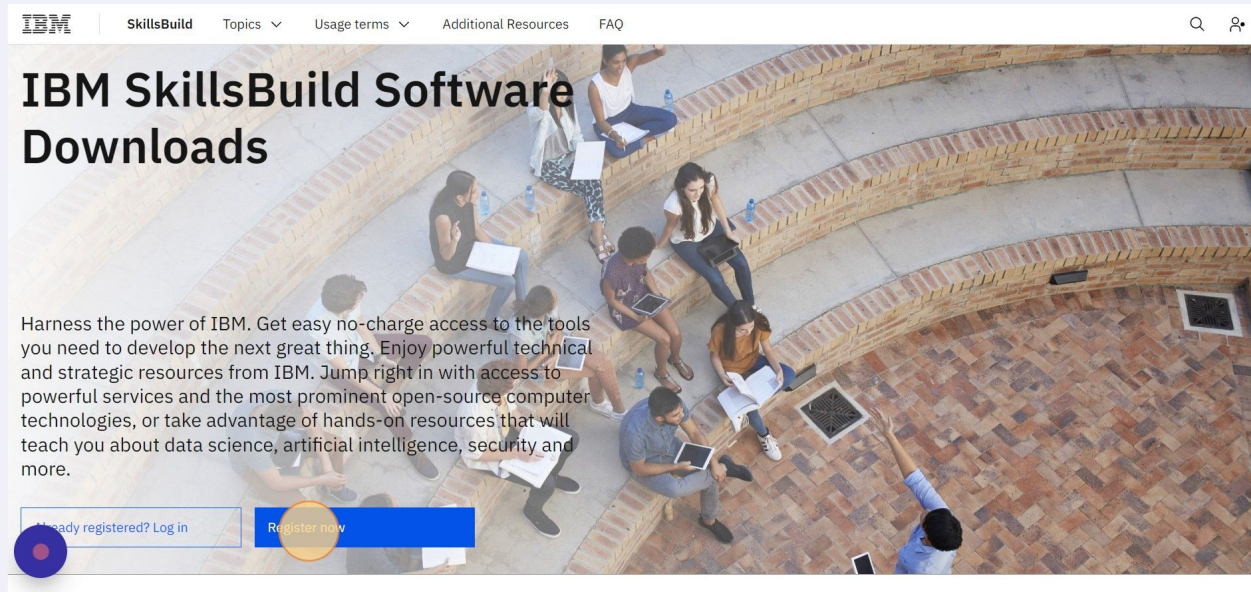 IBM
SkillsBuild
Topics
Usage terms
Additional Resources
FAQ
IBM SkillsBuild Software
Downloads
Harness the power of IBM. Get easy no-charge access to the tools
you need to develop the next great thing. Enjoy powerful technical
and strategic resources from IBM. Jump right in with access to
powerful services and the most prominent open-source computer
technologies, or take advantage of hands-on resources that will
teach you about data science, artificial intelligence, security and
more.
Already registered? Log in
Register now